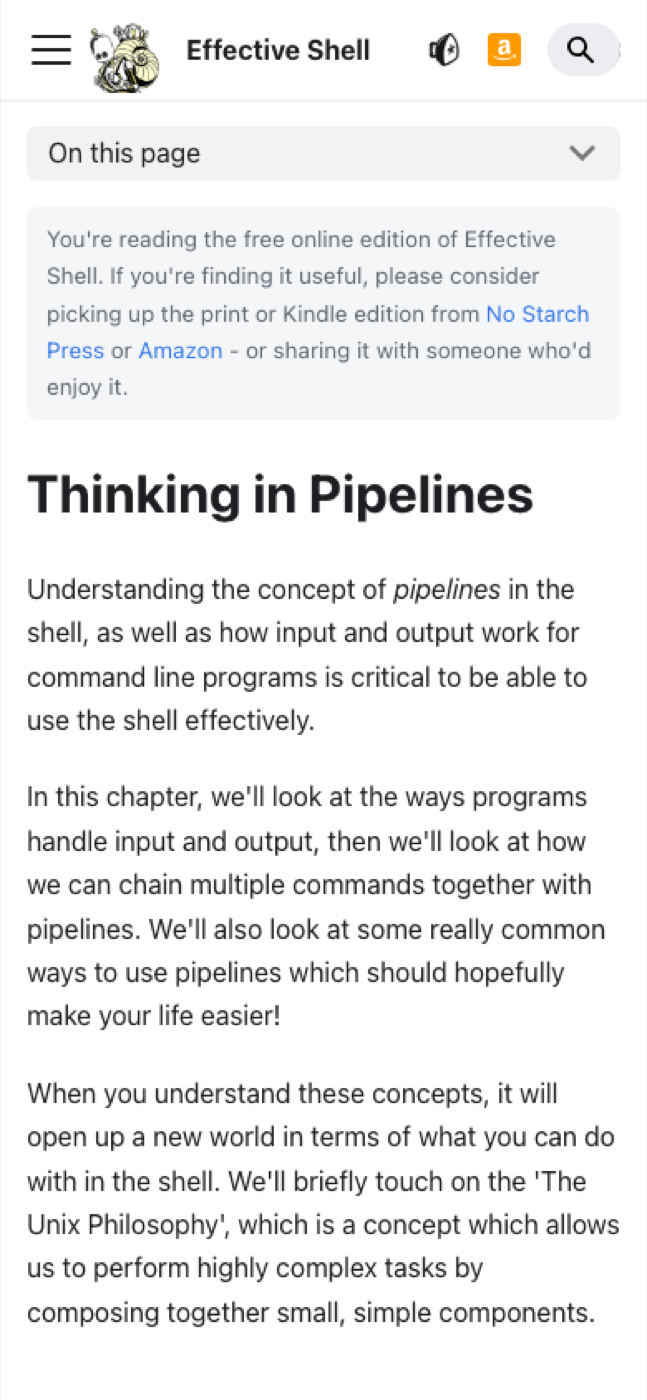 Effective Shell
On this page
You're reading the free online edition of Effective
Shell. If you're finding it useful, please consider
picking up the print or Kindle edition from No Starch
Press or Amazon - or sharing it with someone who'd
enjoy it.
Thinking in Pipelines
Understanding the concept of pipelines in the
shell, as well as how input and output work for
command line programs is critical to be able to
use the shell effectively.
In this chapter, we'll look at the ways programs
handle input and output, then we'll look at how
we can chain multiple commands together with
pipelines. We'll also look at some really common
ways to use pipelines which should hopefully
make your life easier!
When you understand these concepts, it will
open up a new world in terms of what you can do
with in the shell. We'll briefly touch on the 'The
Unix Philosophy', which is a concept which allows
us to perform highly complex tasks by
composing together small, simple components.